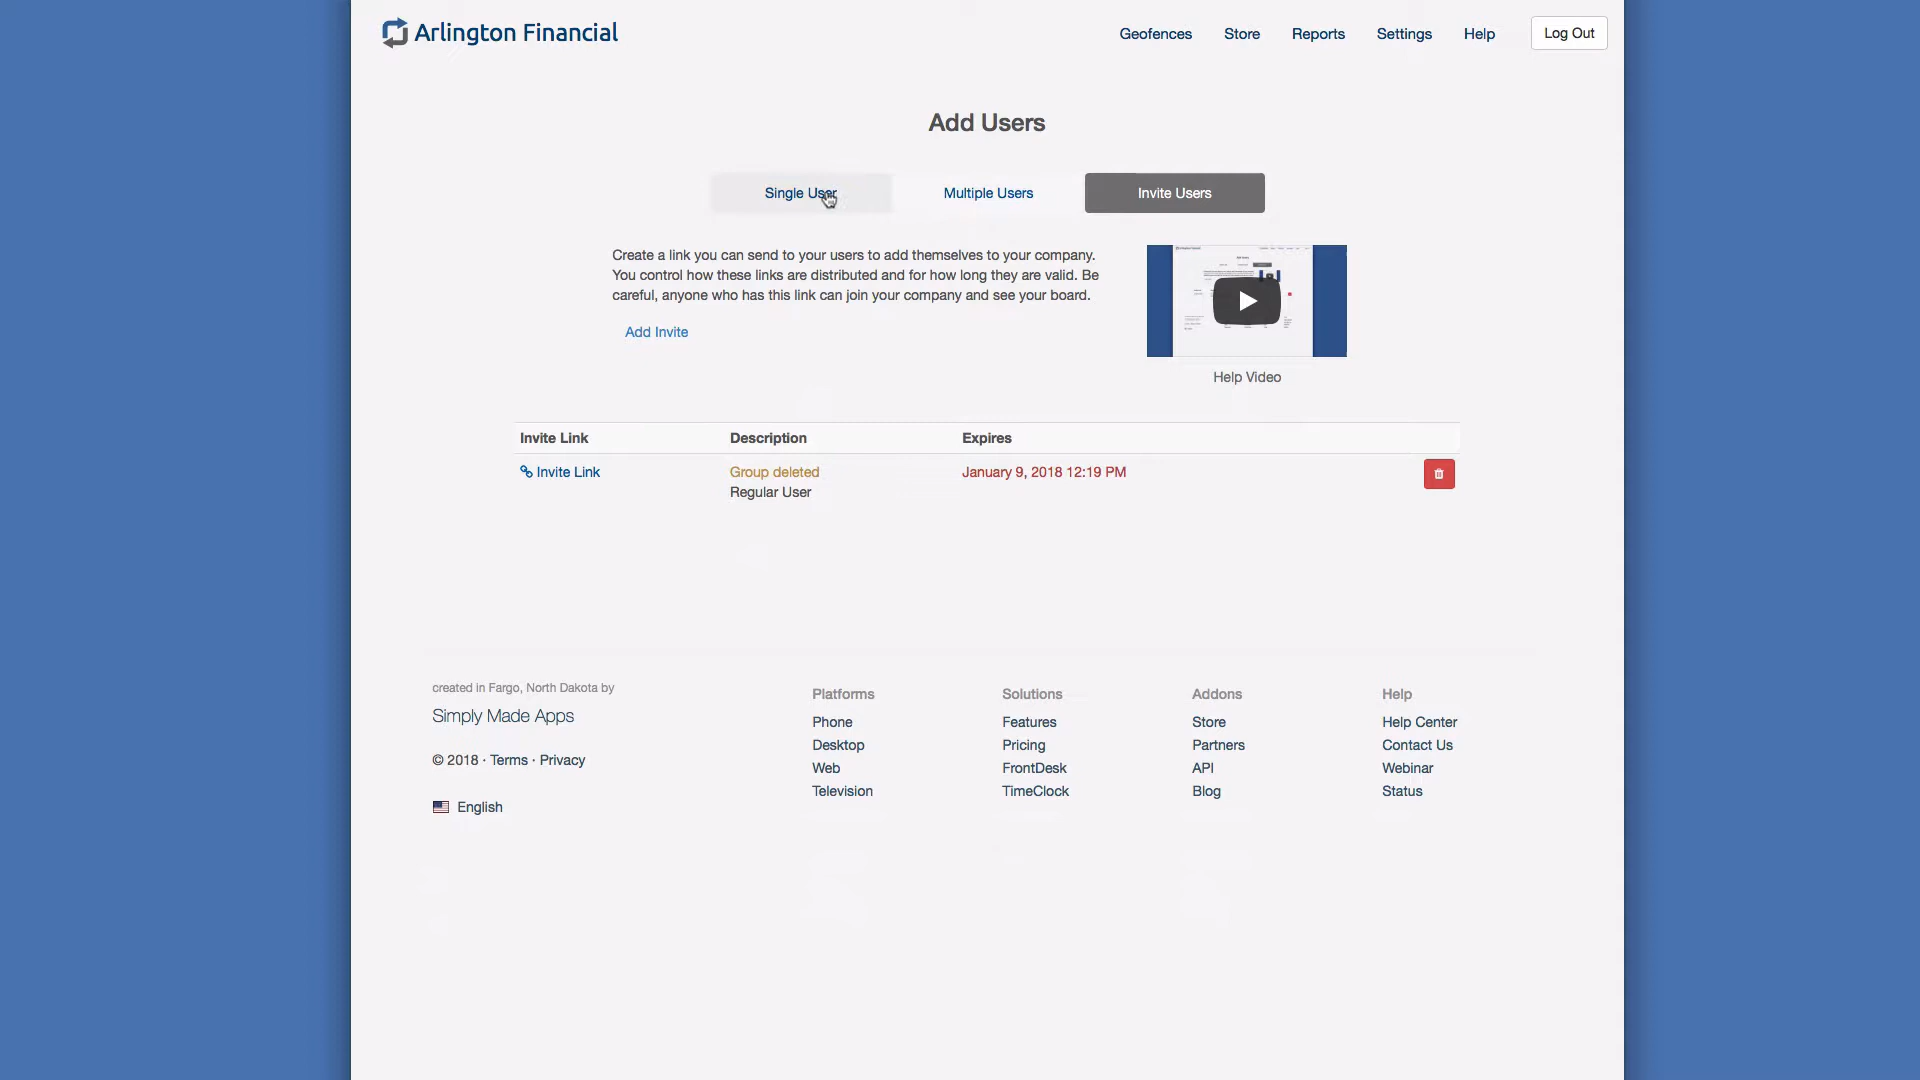 Arlington Financial
Geofences Store Reports Settings Help Log Out
Add Users
Single User Multiple Users Invite Users
Create a link you can send to your users to add themselves to your company.
You control how these links are distributed and for how long they are valid. Be
careful, anyone who has this link can join your company and see your board.
Add Invite
Help Video
Invite Link Description Expires
Invite Link Group deleted January 9, 2018 12:19 PM
Regular User
created in Fargo, North Dakota by
Simply Made Apps
© 2018 · Terms · Privacy
English
Platforms
Phone
Desktop
Web
Television
Solutions
Features
Pricing
FrontDesk
TimeClock
Addons
Store
Partners
API
Blog
Help
Help Center
Contact Us
Webinar
Status